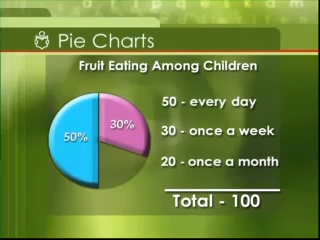 Pie Charts
Fruit Eating Among Children
50%
30%
50 - every day
30 - once a week
20 - once a month
Total - 100